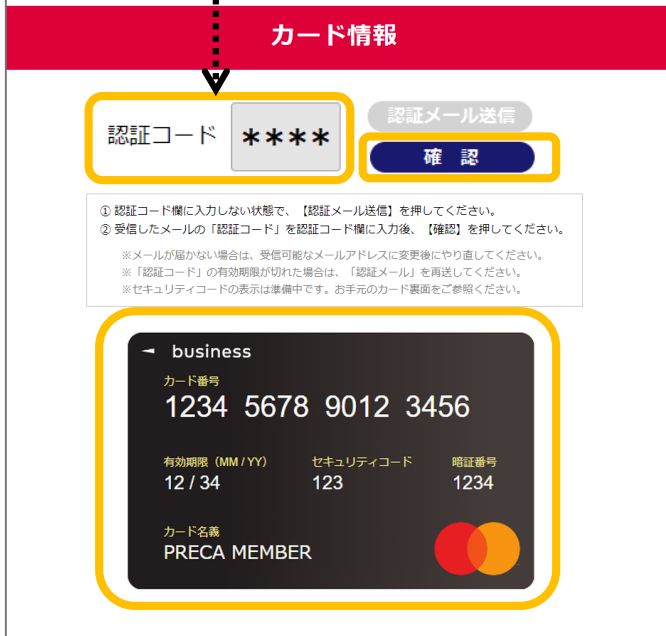 カード情報
認証コード ****
認証メール送信
確 認
① 認証コード欄に入力しない状態で、【認証メール送信】を押してください。
② 受信したメールの「認証コード」を認証コード欄に入力後、【確認】を押してください。
※メールが届かない場合は、受信可能なメールアドレスに変更後にやり直してください。
※「認証コード」の有効期限が切れた場合は、「認証メール」を再送してください。
※セキュリティコードの表示は準備中です。お手元のカード裏面をご参照ください。
business
カード番号
1234 5678 9012 3456
有効期限（MM / YY） セキュリティコード 暗証番号
12 / 34 123 1234
カード名義
PRECA MEMBER